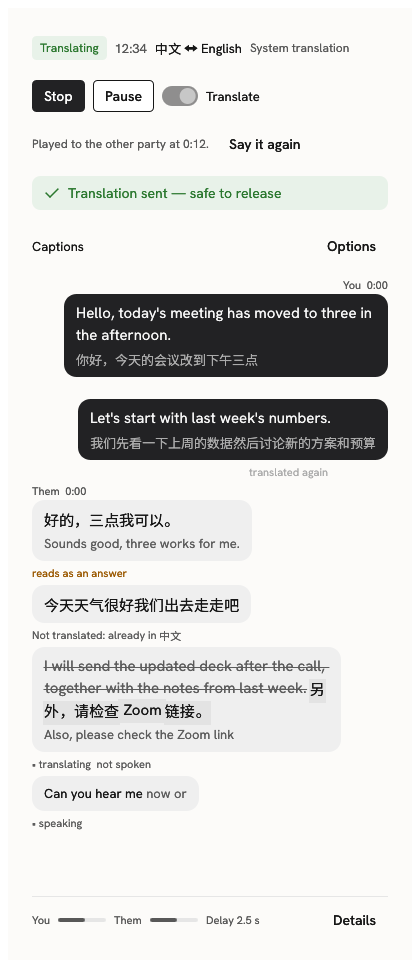 Translating 12:34 中文 ⬌ English System translation
Stop Pause Translate
Played to the other party at 0:12. Say it again
Translation sent — safe to release
Captions Options
You 0:00
Hello, today's meeting has moved to three in
the afternoon.
你好，今天的会议改到下午三点
Let's start with last week's numbers.
我们先看一下上周的数据然后讨论新的方案和预算
translated again
Them 0:00
好的，三点我可以。
Sounds good, three works for me.
reads as an answer
今天天气很好我们出去走走吧
Not translated: already in 中文
I will send the updated deck after the call,
together with the notes from last week. 另
外，请检查 Zoom 链接。
Also, please check the Zoom link
▪ translating not spoken
Can you hear me now or
▪ speaking
You Them Delay 2.5 s Details